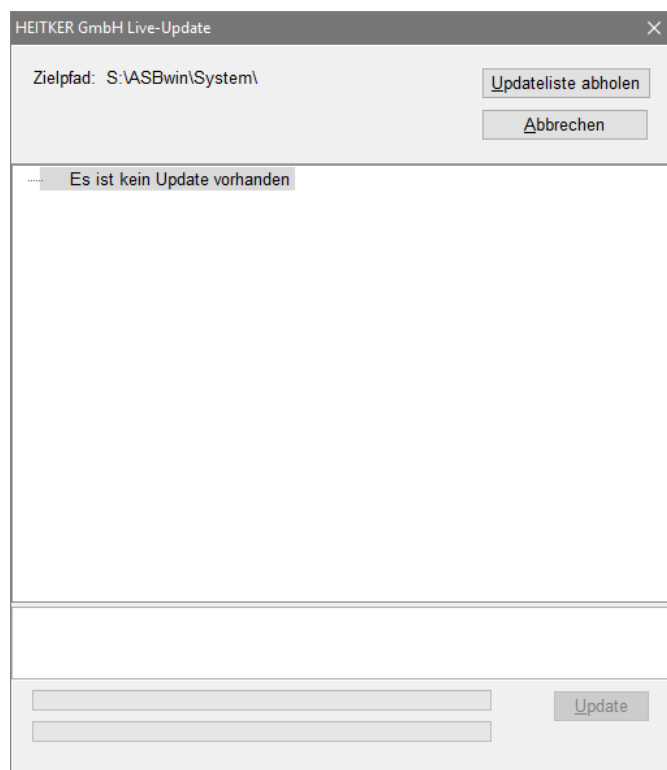 HEITKER GmbH Live-Update
Zielpfad: S:\ASBwin\System\
Updateliste abholen
Abbrechen
Es ist kein Update vorhanden
Update